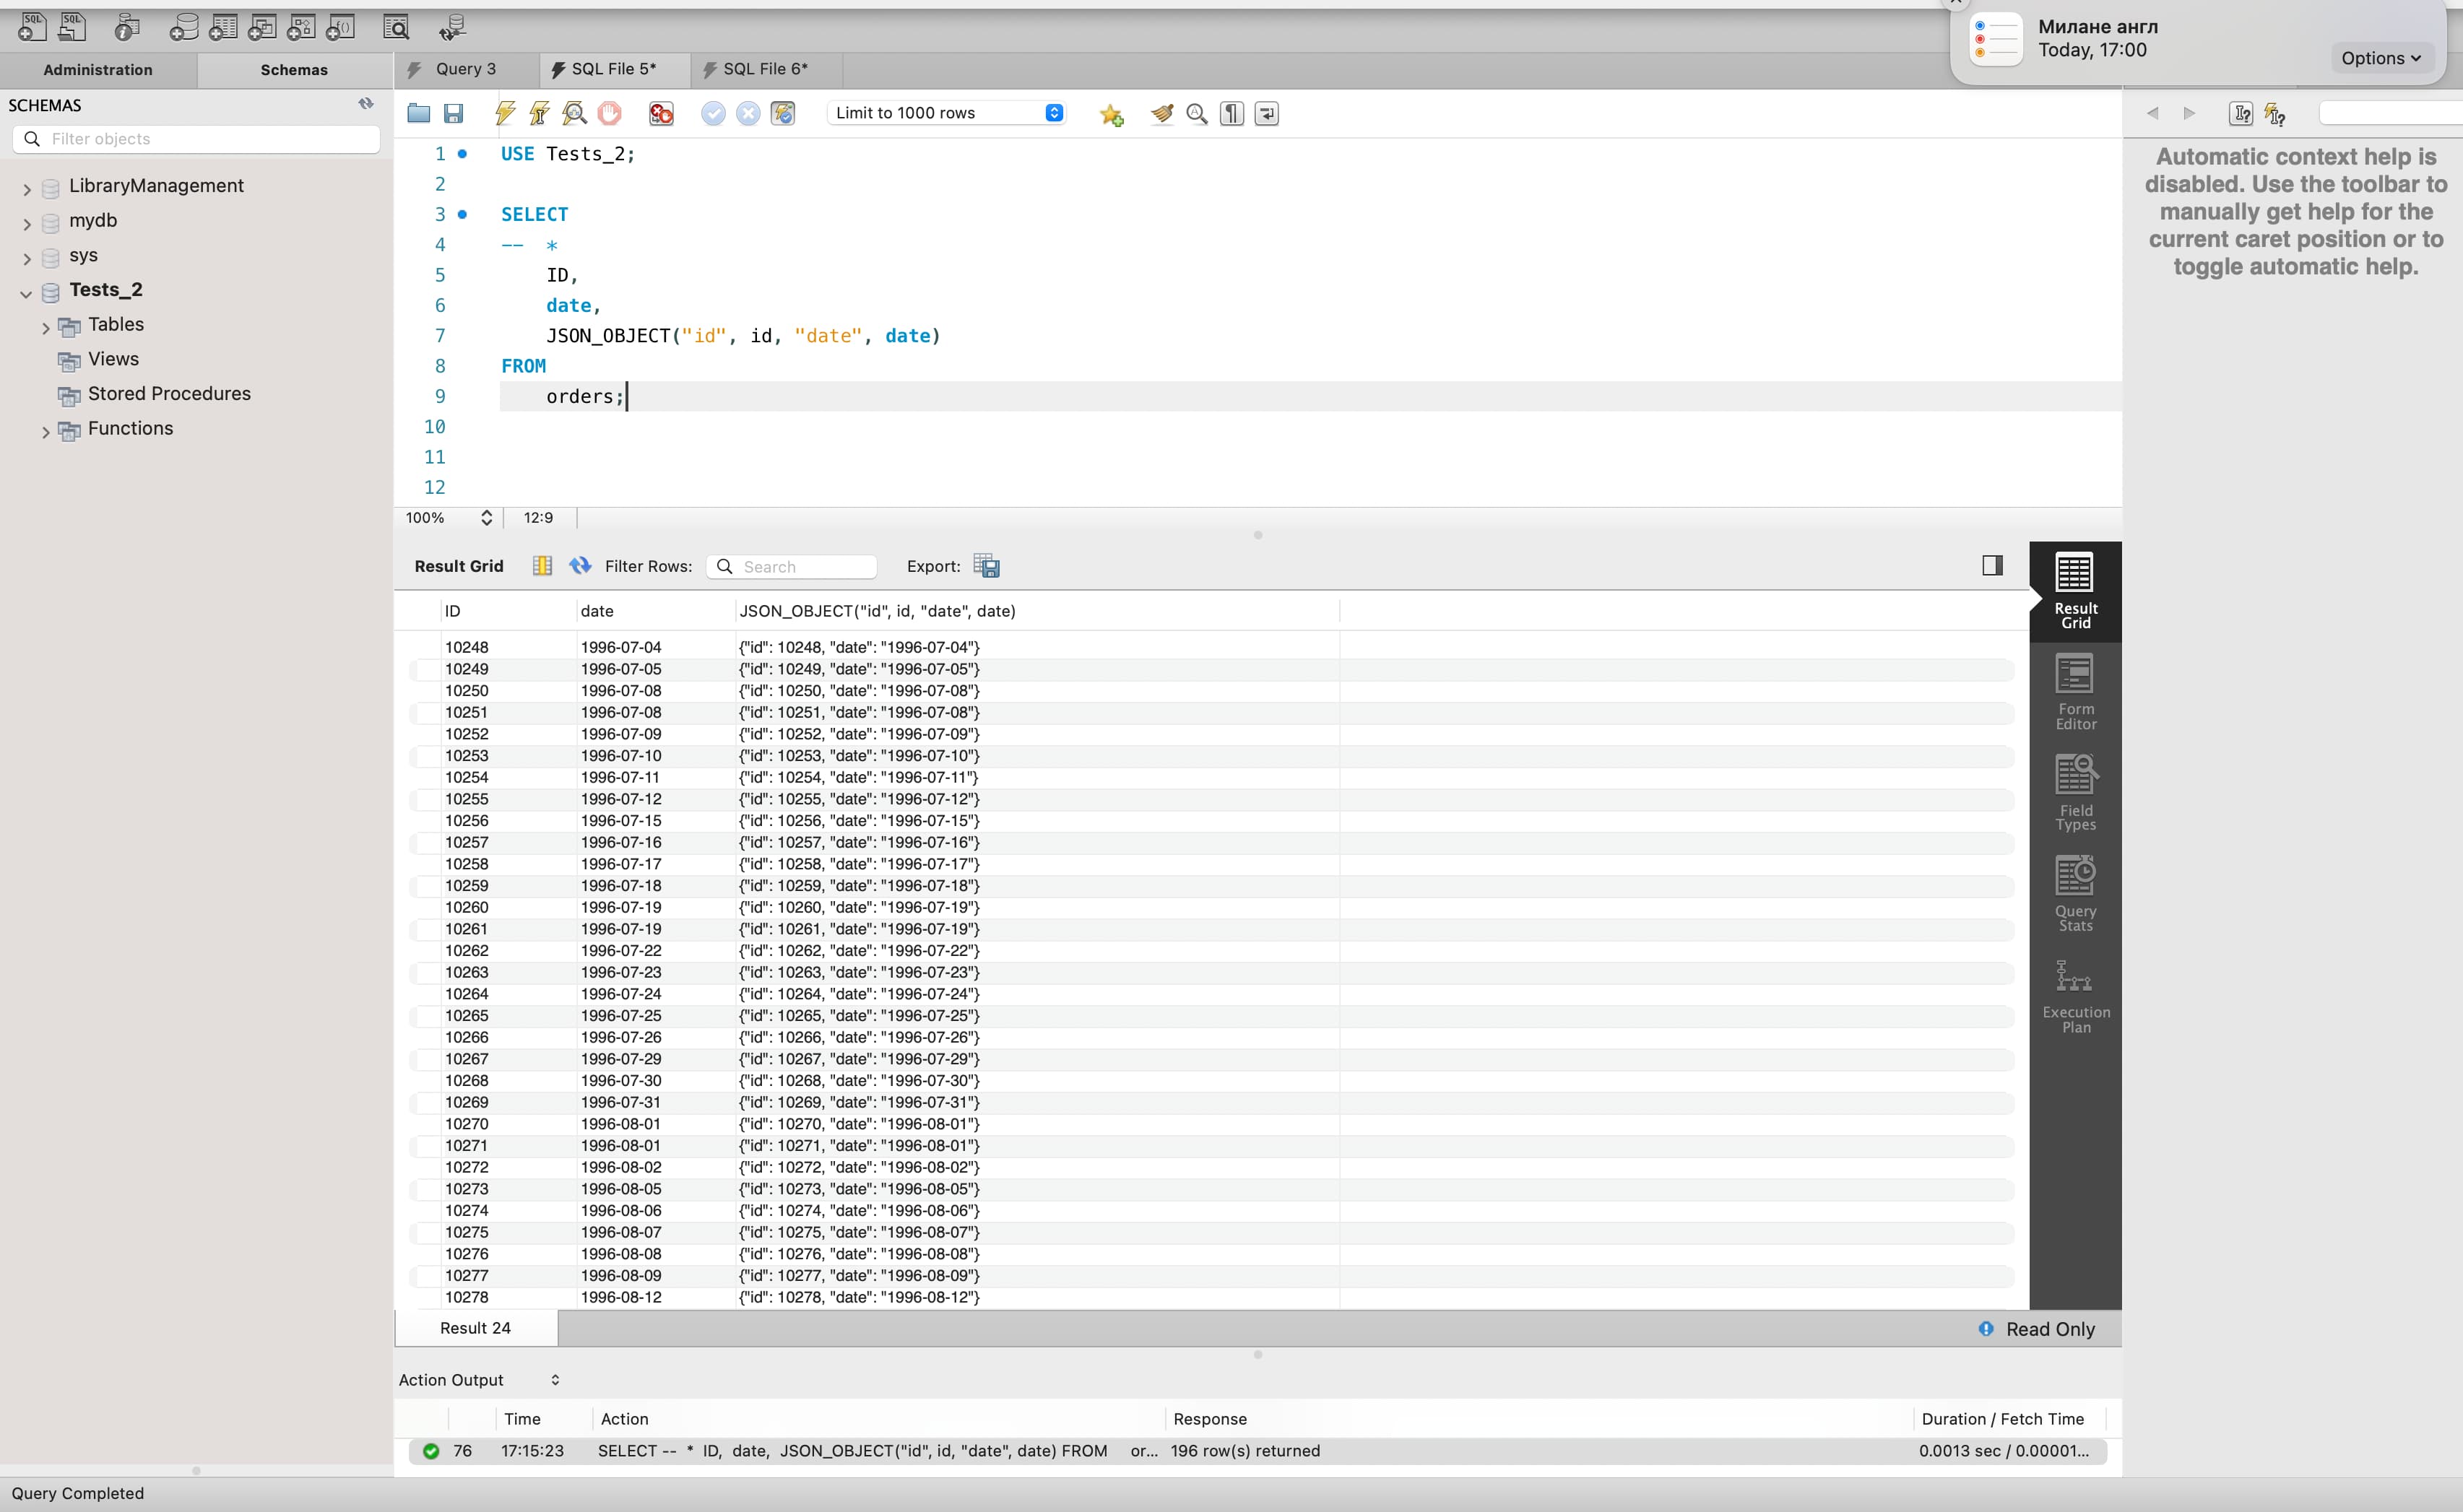 SQL
SQL
Милане англ
Today, 17:00
Options
Administration
Schemas
Query 3
SQL File 5*
SQL File 6*
SCHEMAS
Filter objects
LibraryManagement
mydb
sys
Tests_2
Tables
Views
Stored Procedures
Functions
Limit to 1000 rows
1 USE Tests_2;
2
3 SELECT
4 --  *
5 ID,
6 date,
7 JSON_OBJECT("id", id, "date", date)
8 FROM
9 orders;
10
11
12
100%
12:9
Automatic context help is
disabled. Use the toolbar to
manually get help for the
current caret position or to
toggle automatic help.
Result Grid
Filter Rows:
Search
Export:
ID date JSON_OBJECT("id", id, "date", date)
10248 1996-07-04 {"id": 10248, "date": "1996-07-04"}
10249 1996-07-05 {"id": 10249, "date": "1996-07-05"}
10250 1996-07-08 {"id": 10250, "date": "1996-07-08"}
10251 1996-07-08 {"id": 10251, "date": "1996-07-08"}
10252 1996-07-09 {"id": 10252, "date": "1996-07-09"}
10253 1996-07-10 {"id": 10253, "date": "1996-07-10"}
10254 1996-07-11 {"id": 10254, "date": "1996-07-11"}
10255 1996-07-12 {"id": 10255, "date": "1996-07-12"}
10256 1996-07-15 {"id": 10256, "date": "1996-07-15"}
10257 1996-07-16 {"id": 10257, "date": "1996-07-16"}
10258 1996-07-17 {"id": 10258, "date": "1996-07-17"}
10259 1996-07-18 {"id": 10259, "date": "1996-07-18"}
10260 1996-07-19 {"id": 10260, "date": "1996-07-19"}
10261 1996-07-19 {"id": 10261, "date": "1996-07-19"}
10262 1996-07-22 {"id": 10262, "date": "1996-07-22"}
10263 1996-07-23 {"id": 10263, "date": "1996-07-23"}
10264 1996-07-24 {"id": 10264, "date": "1996-07-24"}
10265 1996-07-25 {"id": 10265, "date": "1996-07-25"}
10266 1996-07-26 {"id": 10266, "date": "1996-07-26"}
10267 1996-07-29 {"id": 10267, "date": "1996-07-29"}
10268 1996-07-30 {"id": 10268, "date": "1996-07-30"}
10269 1996-07-31 {"id": 10269, "date": "1996-07-31"}
10270 1996-08-01 {"id": 10270, "date": "1996-08-01"}
10271 1996-08-01 {"id": 10271, "date": "1996-08-01"}
10272 1996-08-02 {"id": 10272, "date": "1996-08-02"}
10273 1996-08-05 {"id": 10273, "date": "1996-08-05"}
10274 1996-08-06 {"id": 10274, "date": "1996-08-06"}
10275 1996-08-07 {"id": 10275, "date": "1996-08-07"}
10276 1996-08-08 {"id": 10276, "date": "1996-08-08"}
10277 1996-08-09 {"id": 10277, "date": "1996-08-09"}
10278 1996-08-12 {"id": 10278, "date": "1996-08-12"}
Result
Grid
Form
Editor
Field
Types
Query
Stats
Execution
Plan
Result 24
Read Only
Action Output
Time Action Response Duration / Fetch Time
76 17:15:23 SELECT --  *  ID,  date,  JSON_OBJECT("id", id, "date", date) FROM or... 196 row(s) returned 0.0013 sec / 0.00001...
Query Completed